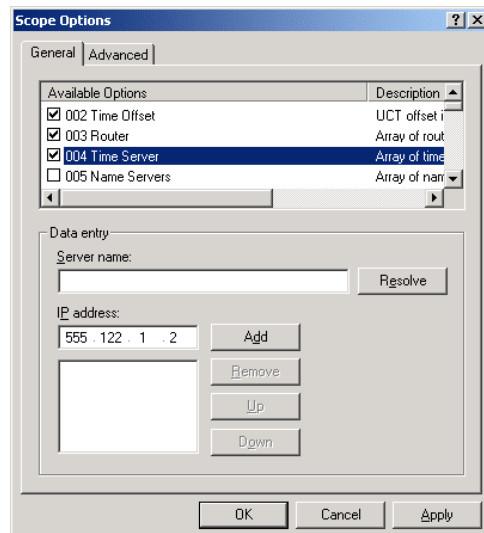 Scope Options
General Advanced
Available Options Description
002 Time Offset UCT offset i
003 Router Array of rout
004 Time Server Array of time
005 Name Servers Array of nam
Data entry
Server name:
Resolve
IP address:
555 . 122 . 1 . 2 Add
Remove
Up
Down
OK Cancel Apply